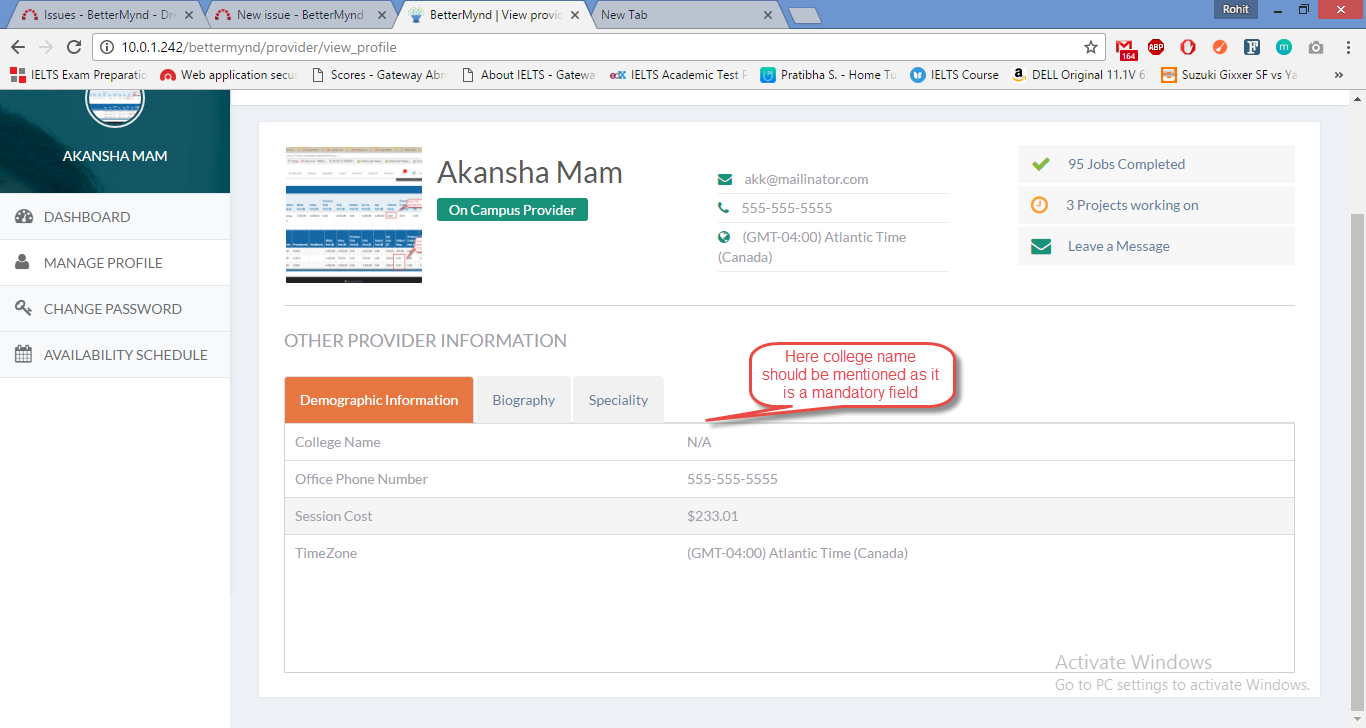 Issues - BetterMynd - Dre
New issue - BetterMynd
BetterMynd | View provid
New Tab
Rohit
10.0.1.242/bettermynd/provider/view_profile
164
ABP
IELTS Exam Preparatio
Web application secu
Scores - Gateway Abr
About IELTS - Gatewa
edX
IELTS Academic Test P
Pratibha S. - Home Tu
IELTS Course
DELL Original 11.1V 6
Suzuki Gixxer SF vs Ya
AKANSHA MAM
DASHBOARD
MANAGE PROFILE
CHANGE PASSWORD
AVAILABILITY SCHEDULE
Akansha Mam
On Campus Provider
akk@mailinator.com
555-555-5555
(GMT-04:00) Atlantic Time
(Canada)
95 Jobs Completed
3 Projects working on
Leave a Message
OTHER PROVIDER INFORMATION
Here college name
should be mentioned as it
is a mandatory field
Demographic Information
Biography
Speciality
College Name N/A
Office Phone Number 555-555-5555
Session Cost $233.01
TimeZone (GMT-04:00) Atlantic Time (Canada)
Activate Windows
Go to PC settings to activate Windows.